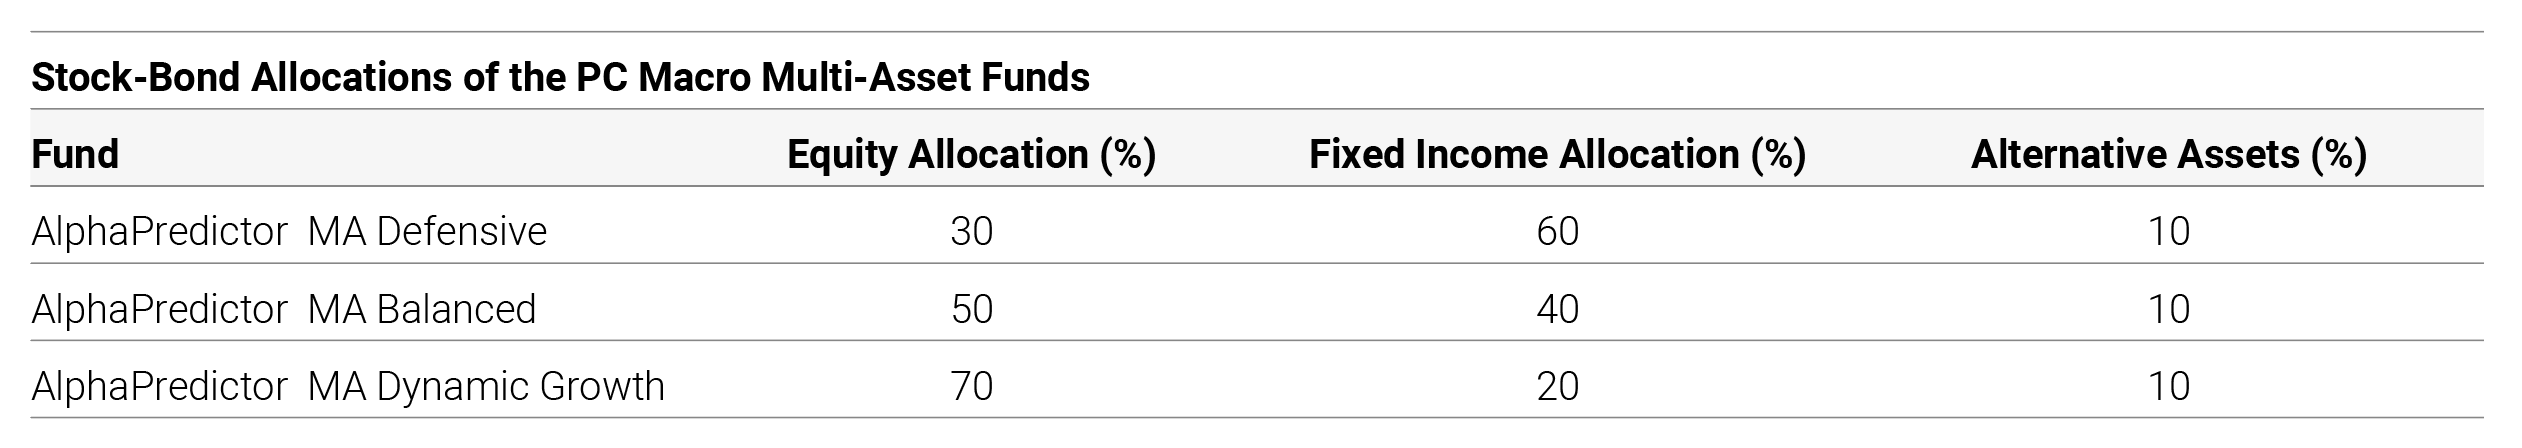 Stock-Bond Allocations of the PC Macro Multi-Asset Funds
Fund Equity Allocation (%) Fixed Income Allocation (%) Alternative Assets (%)
AlphaPredictor MA Defensive 30 60 10
AlphaPredictor MA Balanced 50 40 10
AlphaPredictor MA Dynamic Growth 70 20 10